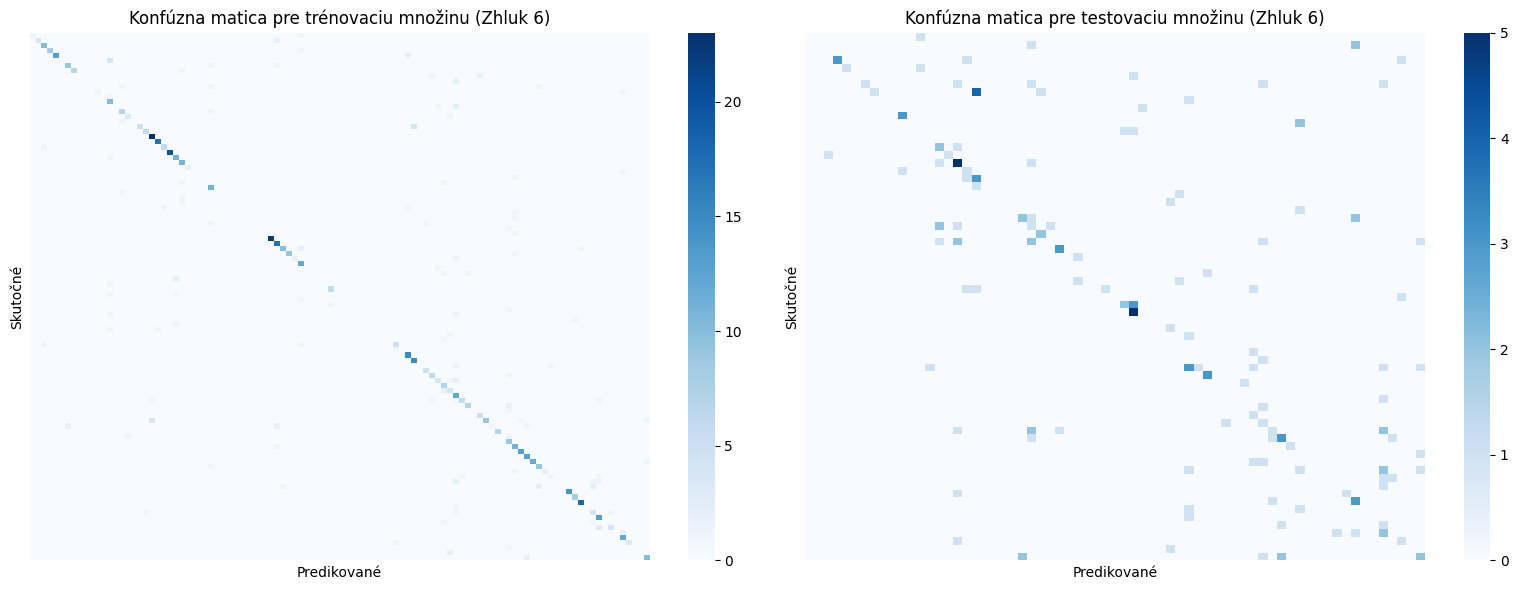 Konfúzna matica pre trénovaciu množinu (Zhluk 6)
Skutočné
Predikované
20
15
10
5
0
Konfúzna matica pre testovaciu množinu (Zhluk 6)
Skutočné
Predikované
5
4
3
2
1
0